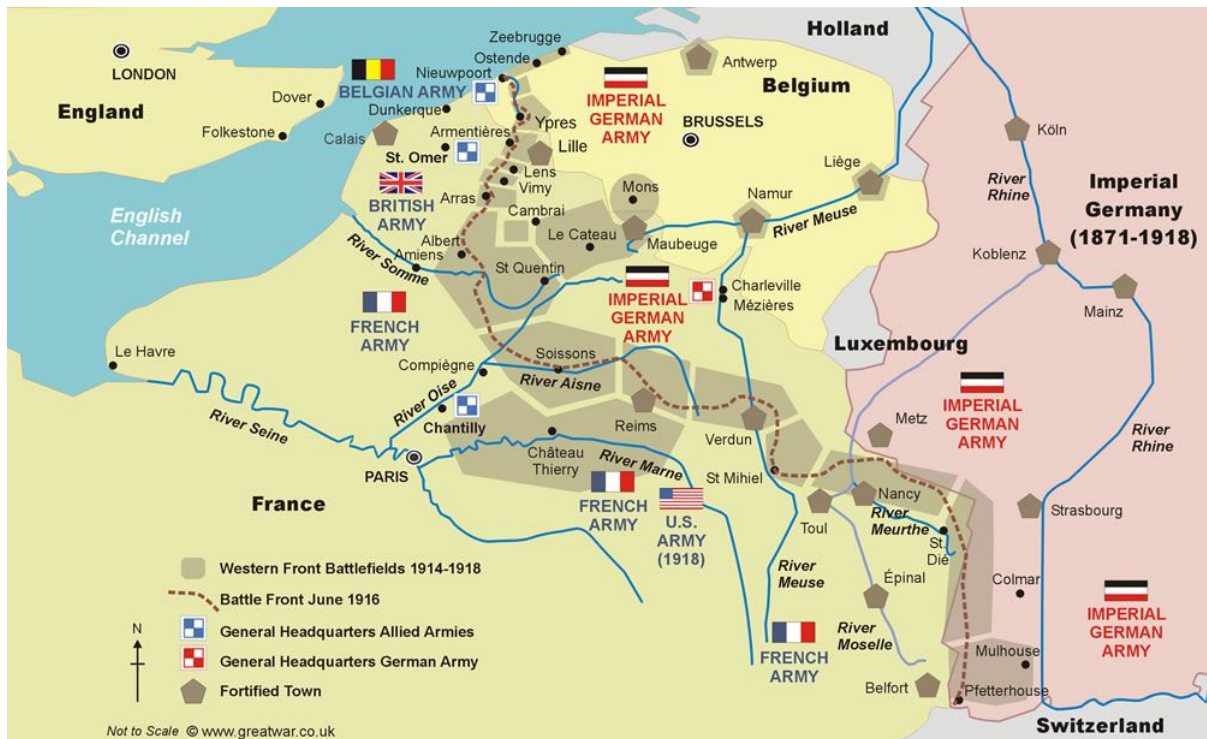 Holland
Zeebrugge
Ostende
Nieuwpoort
Antwerp
LONDON
BELGIAN ARMY
IMPERIAL
GERMAN
ARMY
Belgium
England
Dover
Dunkerque
Folkestone
Calais
Armentières
Ypres
BRUSSELS
Köln
St. Omer
Lille
Liège
River
Rhine
Imperial
Germany
(1871-1918)
Lens
Vimy
Mons
Namur
BRITISH
ARMY
Arras
English
Channel
Cambrai
River Meuse
Albert
Le Cateau
Maubeuge
Amiens
River Somme
Koblenz
St Quentin
Charleville
Mézières
IMPERIAL
GERMAN
ARMY
Mainz
FRENCH
ARMY
Luxembourg
Le Havre
Soissons
Compiègne
River Aisne
River Oise
IMPERIAL
GERMAN
ARMY
River Seine
Chantilly
Reims
Verdun
Metz
River
Rhine
PARIS
Château
Thierry
River Marne
St Mihiel
France
FRENCH
ARMY
U.S.
ARMY
(1918)
Nancy
Toul
River
Meurthe
Strasbourg
St.
Dié
River
Meuse
Épinal
Colmar
Western Front Battlefields 1914-1918
Battle Front June 1916
General Headquarters Allied Armies
General Headquarters German Army
Fortified Town
N
IMPERIAL
GERMAN
ARMY
FRENCH
ARMY
River
Moselle
Mulhouse
Belfort
Pfetterhouse
Switzerland
Not to Scale © www.greatwar.co.uk